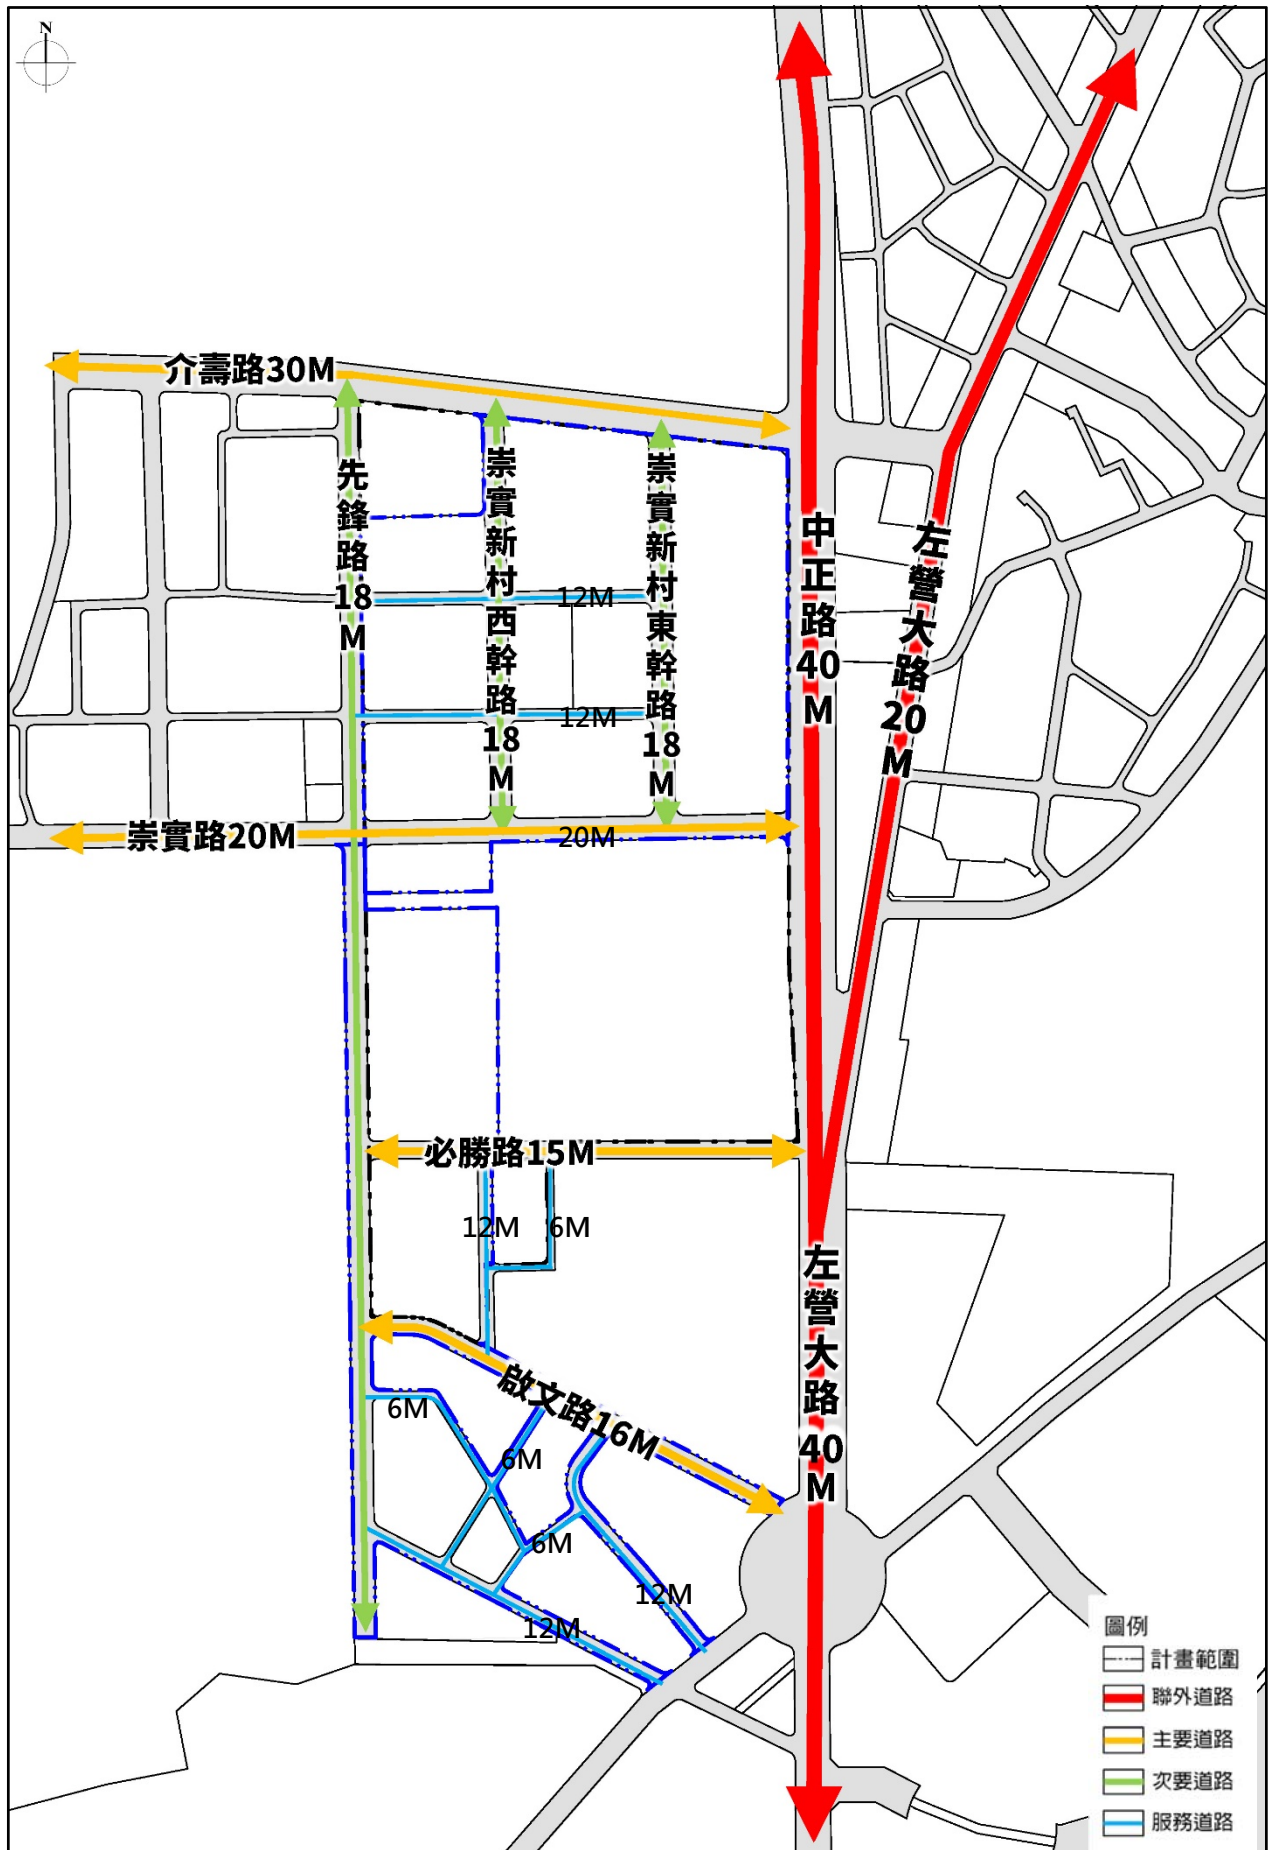 N
介壽路30M
先鋒路18M
崇實新村西幹路18M
崇實新村東幹路18M
中正路40M
左營大路20M
12M
12M
崇實路20M
20M
必勝路15M
12M
6M
左營大路40M
啟文路16M
6M
6M
6M
12M
12M
圖例
計畫範圍
聯外道路
主要道路
次要道路
服務道路